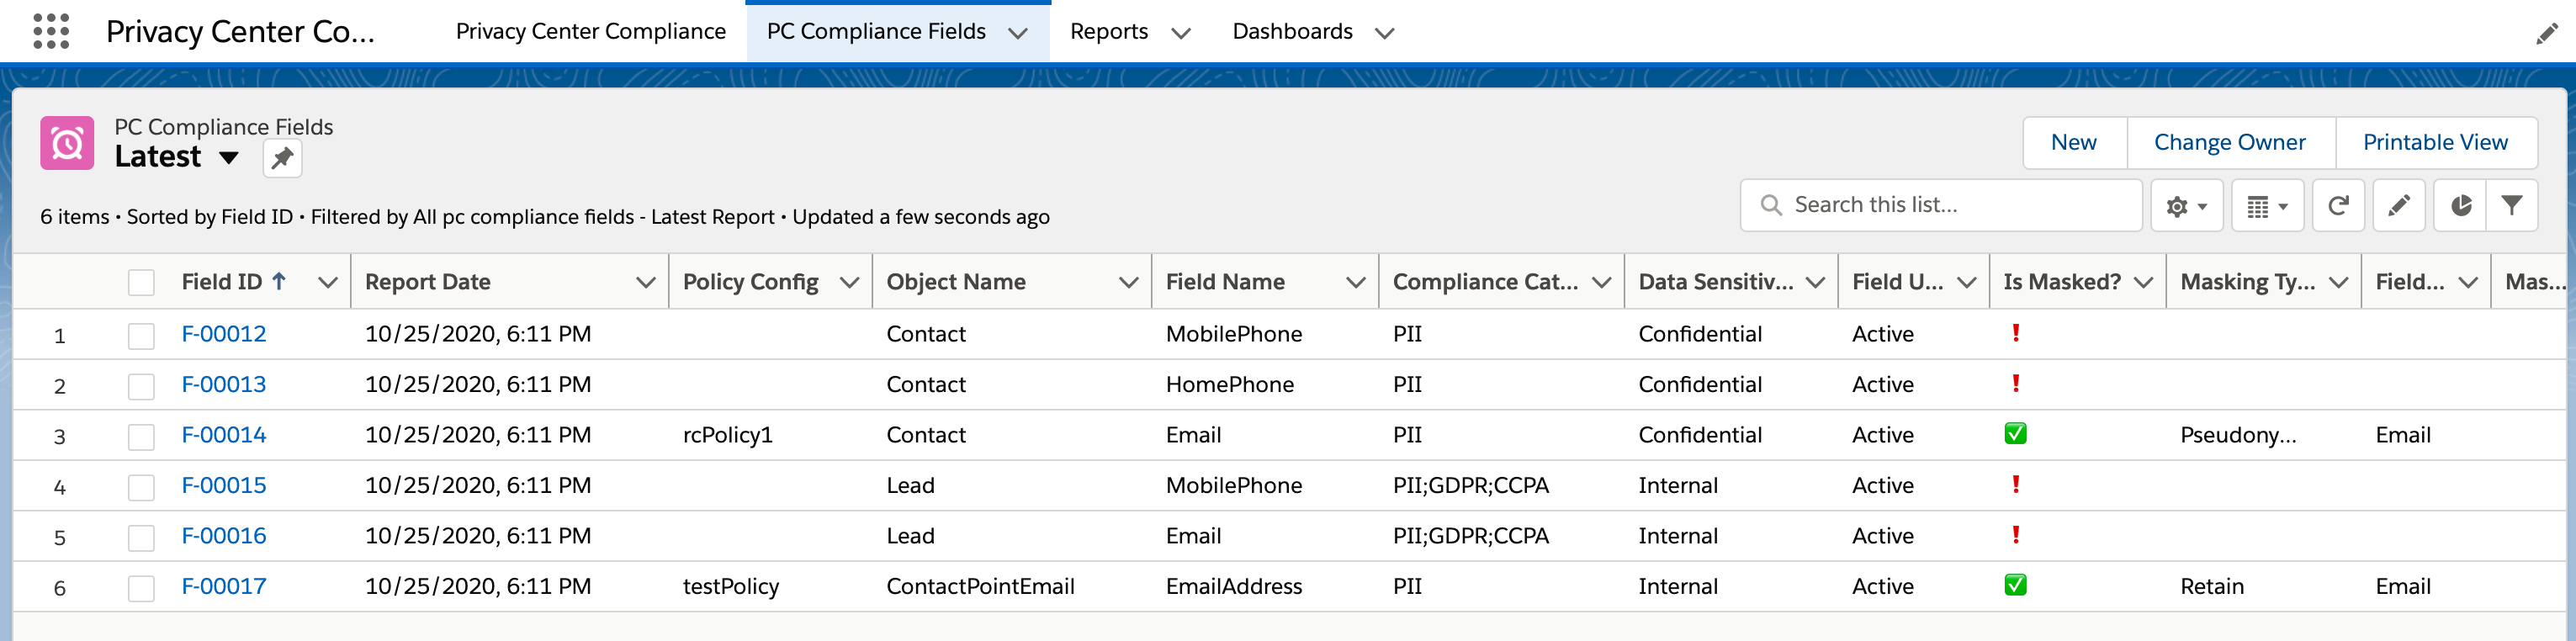 Privacy Center Co... Privacy Center Compliance PC Compliance Fields Reports Dashboards
PC Compliance Fields
Latest
New Change Owner Printable View
6 items • Sorted by Field ID • Filtered by All pc compliance fields - Latest Report • Updated a few seconds ago
Search this list...
Field ID Report Date Policy Config Object Name Field Name Compliance Cat... Data Sensitiv... Field U... Is Masked? Masking Ty... Field... Mas...
1 F-00012 10/25/2020, 6:11 PM Contact MobilePhone PII Confidential Active ❗
2 F-00013 10/25/2020, 6:11 PM Contact HomePhone PII Confidential Active ❗
3 F-00014 10/25/2020, 6:11 PM rcPolicy1 Contact Email PII Confidential Active ✅ Pseudony... Email
4 F-00015 10/25/2020, 6:11 PM Lead MobilePhone PII;GDPR;CCPA Internal Active ❗
5 F-00016 10/25/2020, 6:11 PM Lead Email PII;GDPR;CCPA Internal Active ❗
6 F-00017 10/25/2020, 6:11 PM testPolicy ContactPointEmail EmailAddress PII Internal Active ✅ Retain Email